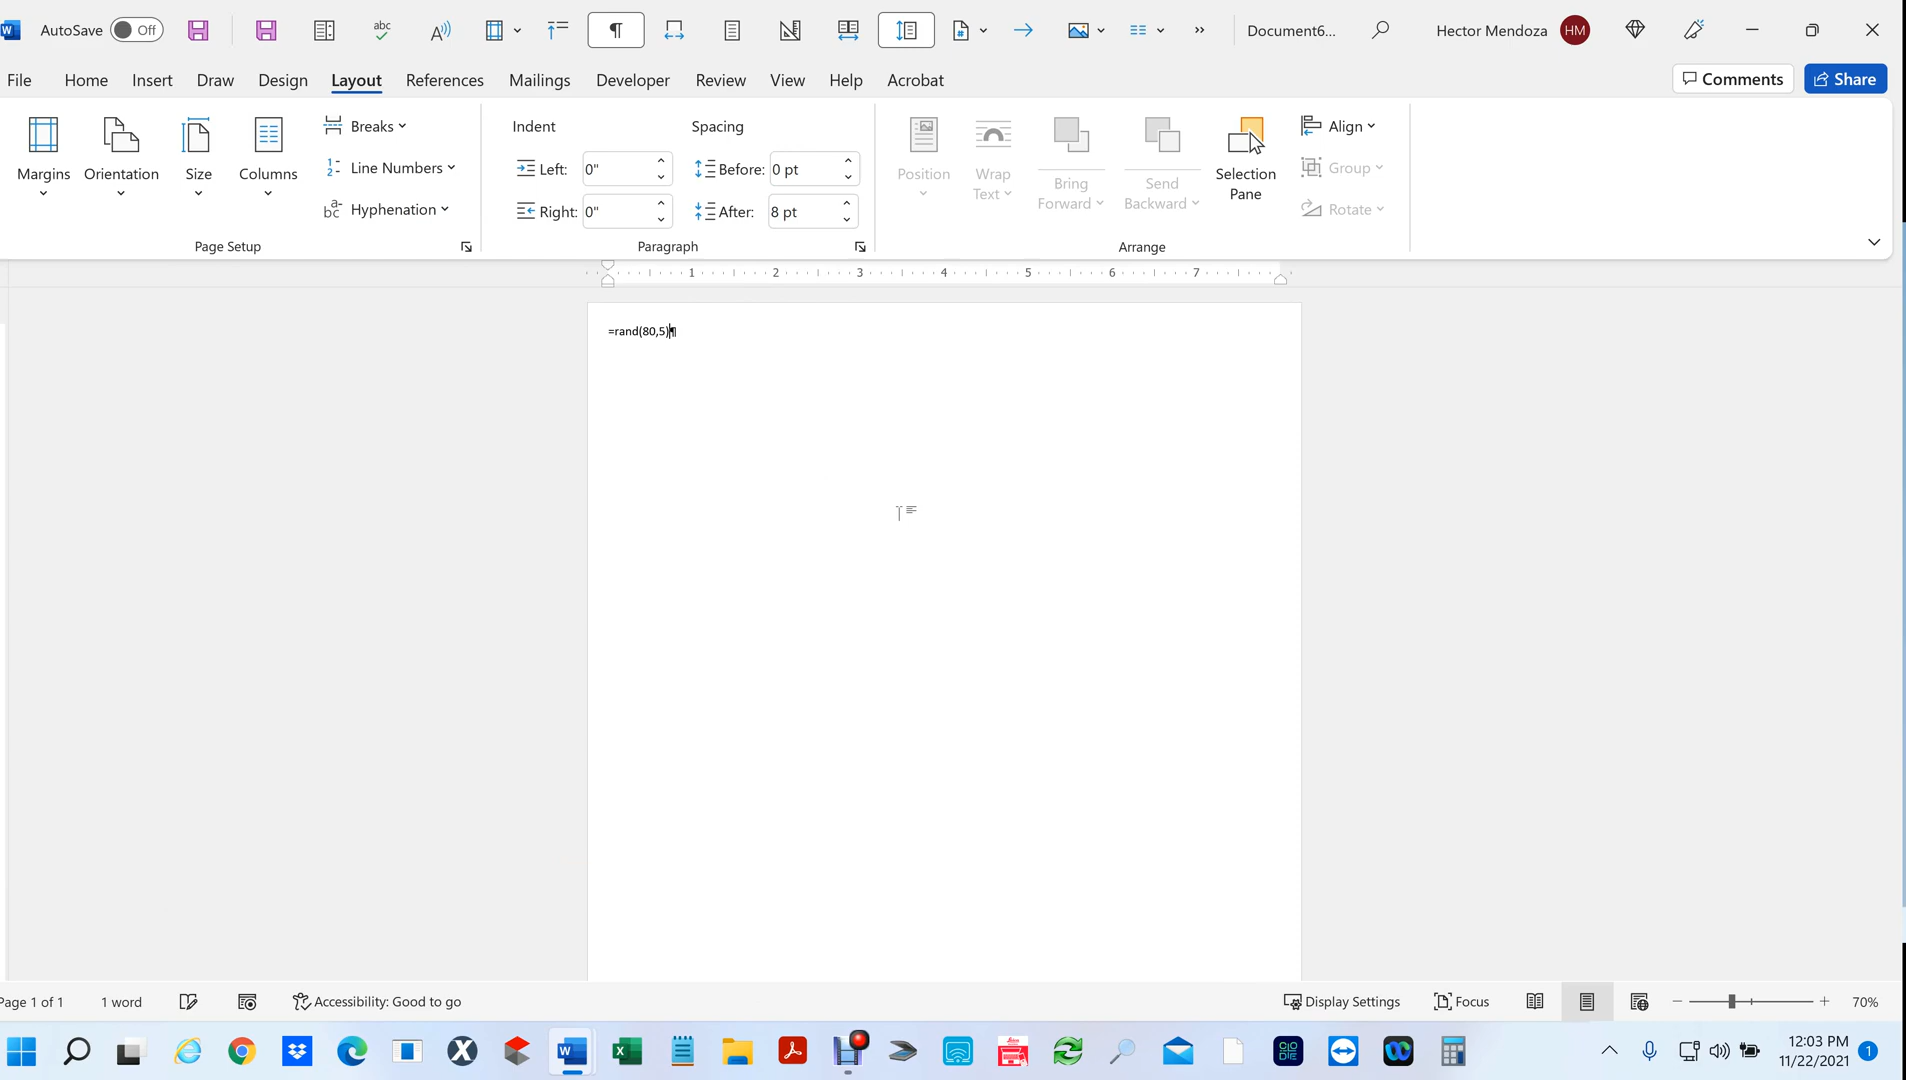 AutoSave Off abc Document6... Hector Mendoza HM
File Home Insert Draw Design Layout References Mailings Developer Review View Help Acrobat Comments Share
Margins Orientation Size Columns Breaks Line Numbers Hyphenation
Page Setup
Indent Spacing
Left: 0" Before: 0 pt
Right: 0" After: 8 pt
Paragraph
Position Wrap Text Bring Forward Send Backward Selection Pane Align Group Rotate
Arrange
1 2 3 4 5 6 7
=rand(80,5)¶
Page 1 of 1 1 word Accessibility: Good to go Display Settings Focus 70%
12:03 PM
11/22/2021 1